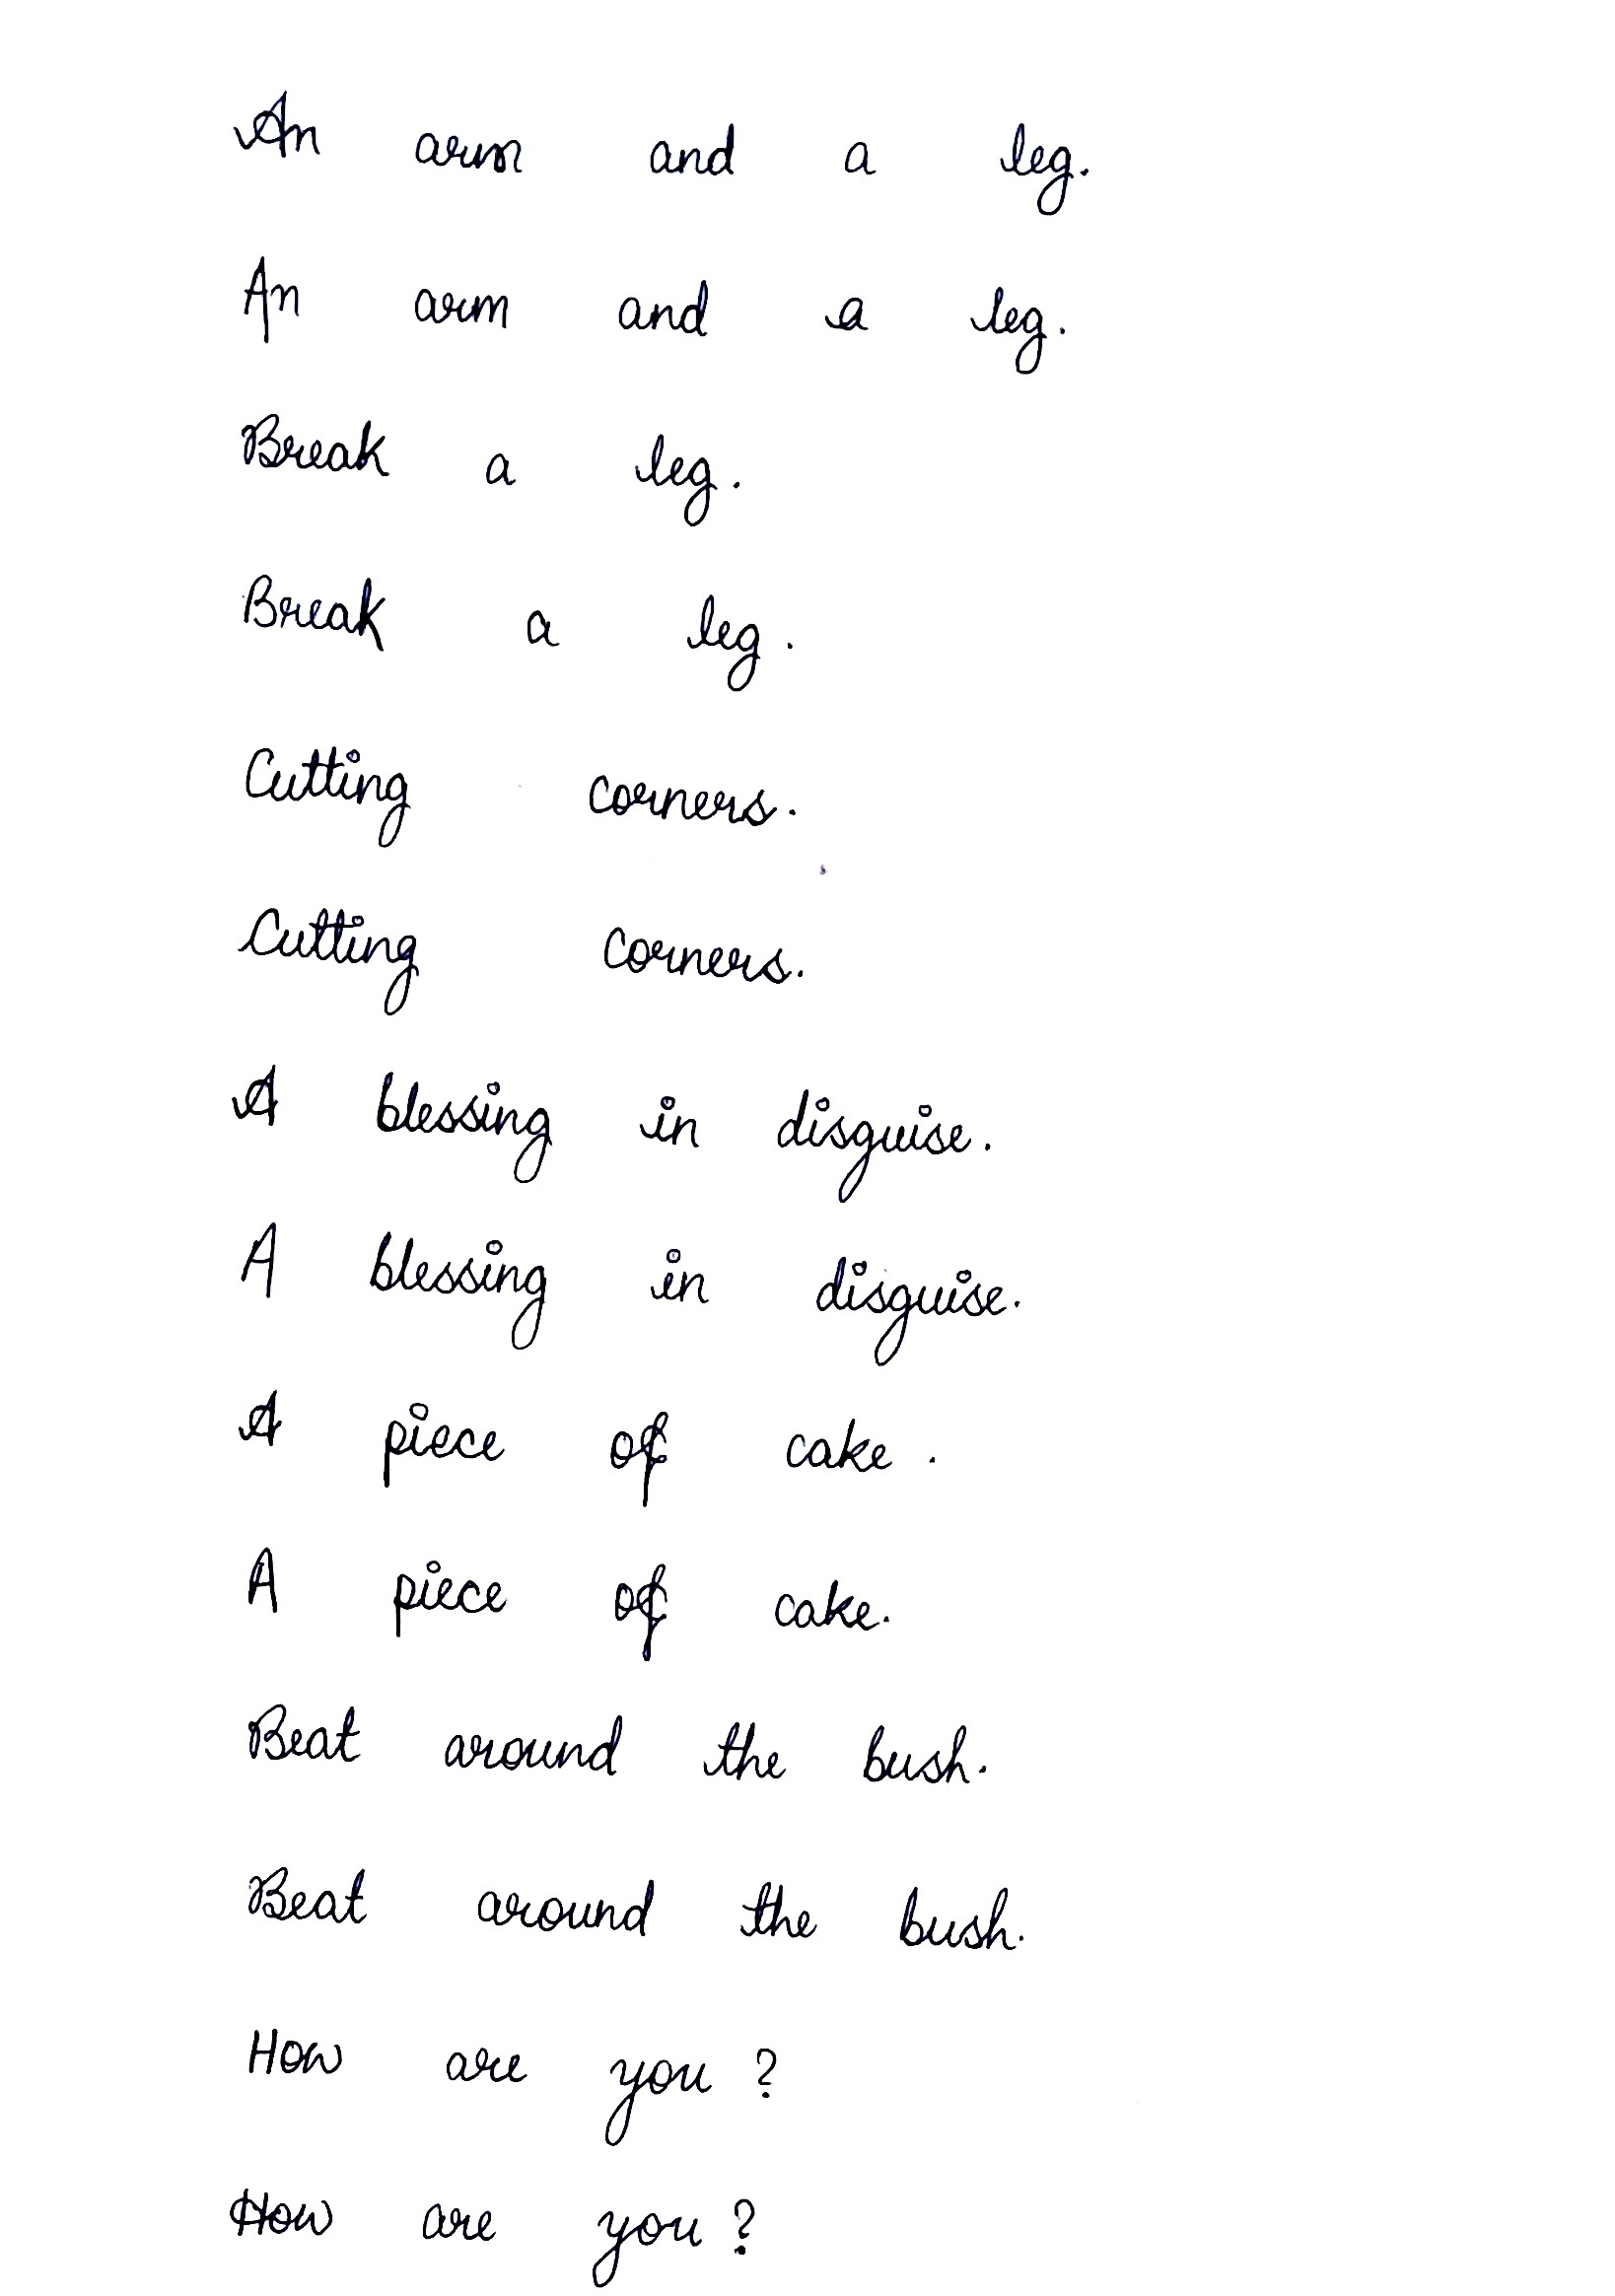 An arm and a leg.
An arm and a leg.
Break a leg.
Break a leg.
Cutting corners.
Cutting corners.
A blessing in disguise.
A blessing in disguise.
A piece of cake.
A piece of cake.
Beat around the bush.
Beat around the bush.
How are you?
How are you?